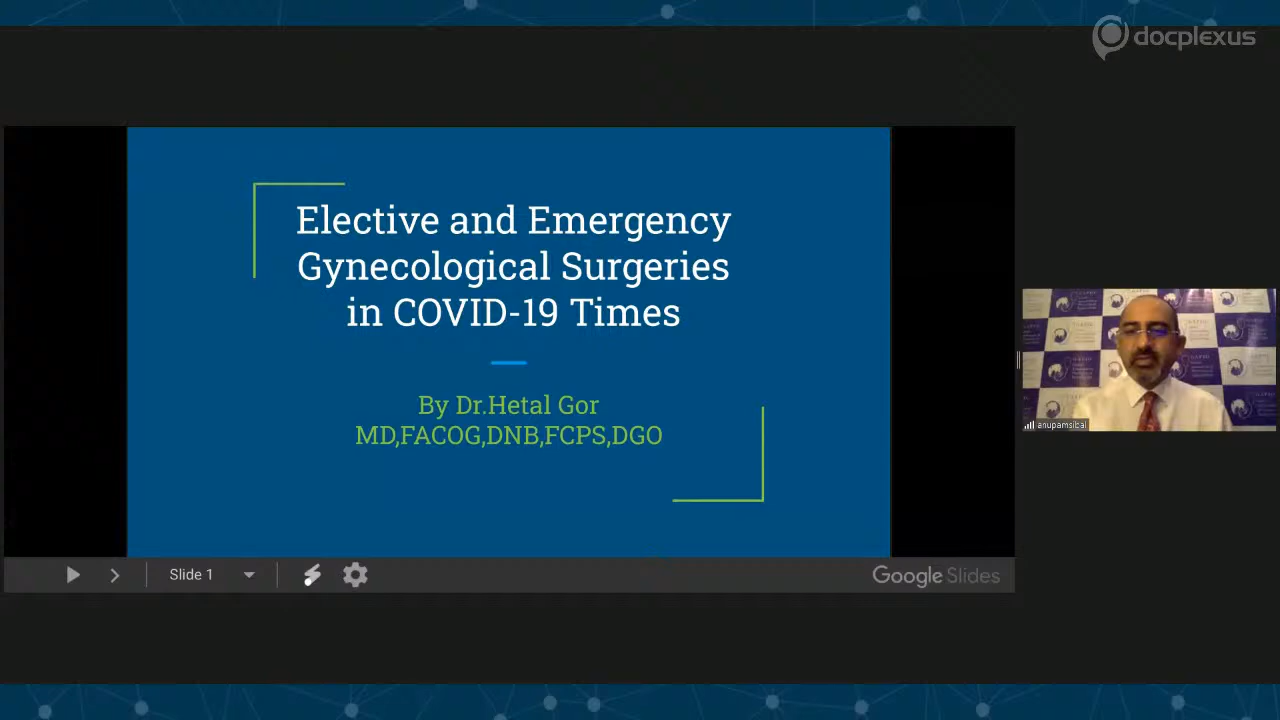 docplexus
Elective and Emergency
Gynecological Surgeries
in COVID-19 Times
By Dr.Hetal Gor
MD,FACOG,DNB,FCPS,DGO
anupamsibal
Slide 1
Google Slides